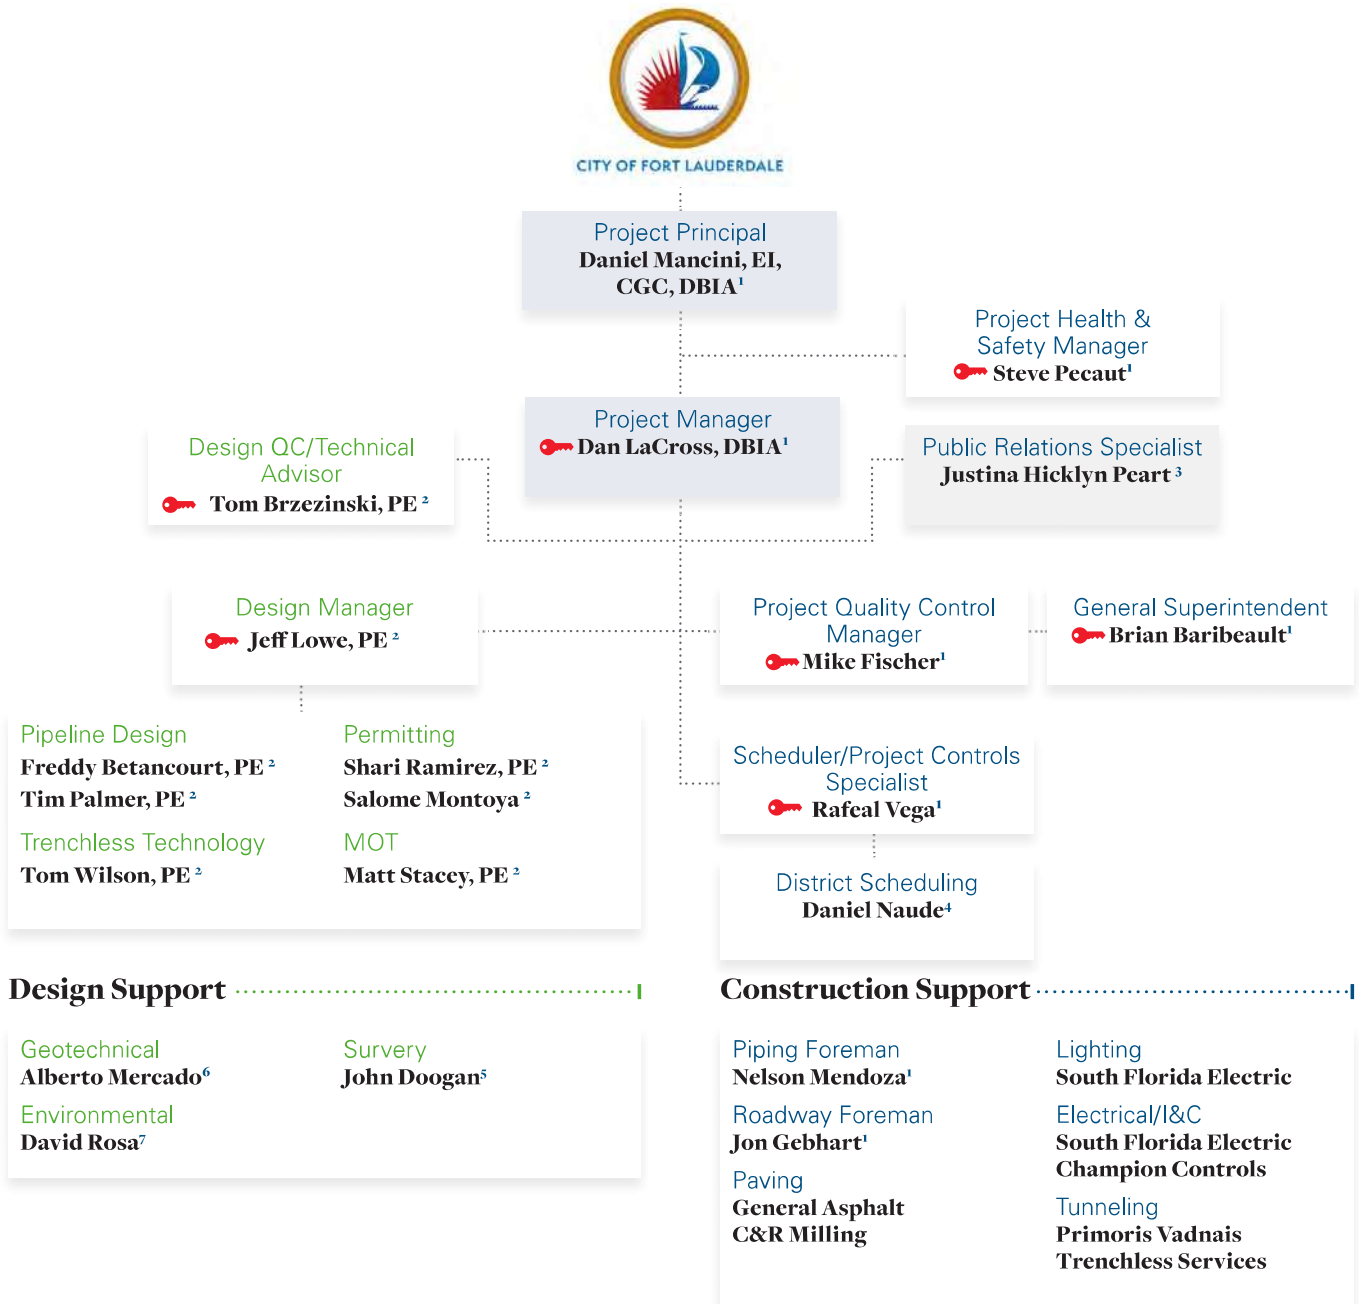 CITY OF FORT LAUDERDALE
Project Principal
Daniel Mancini, EI,
CGC, DBIA¹
Project Health &
Safety Manager
Steve Pecaut¹
Project Manager
Dan LaCross, DBIA¹
Design QC/Technical
Advisor
Tom Brzezinski, PE ²
Public Relations Specialist
Justina Hicklyn Peart ³
Design Manager
Jeff Lowe, PE ²
Project Quality Control
Manager
Mike Fischer¹
General Superintendent
Brian Baribeault¹
Pipeline Design
Freddy Betancourt, PE ²
Tim Palmer, PE ²
Permitting
Shari Ramirez, PE ²
Salome Montoya ²
Trenchless Technology
Tom Wilson, PE ²
MOT
Matt Stacey, PE ²
Scheduler/Project Controls
Specialist
Rafeal Vega¹
District Scheduling
Daniel Naude⁴
Design Support
Geotechnical
Alberto Mercado⁶
Survery
John Doogan⁵
Environmental
David Rosa⁷
Construction Support
Piping Foreman
Nelson Mendoza¹
Roadway Foreman
Jon Gebhart¹
Paving
General Asphalt
C&R Milling
Lighting
South Florida Electric
Electrical/I&C
South Florida Electric
Champion Controls
Tunneling
Primoris Vadnais
Trenchless Services